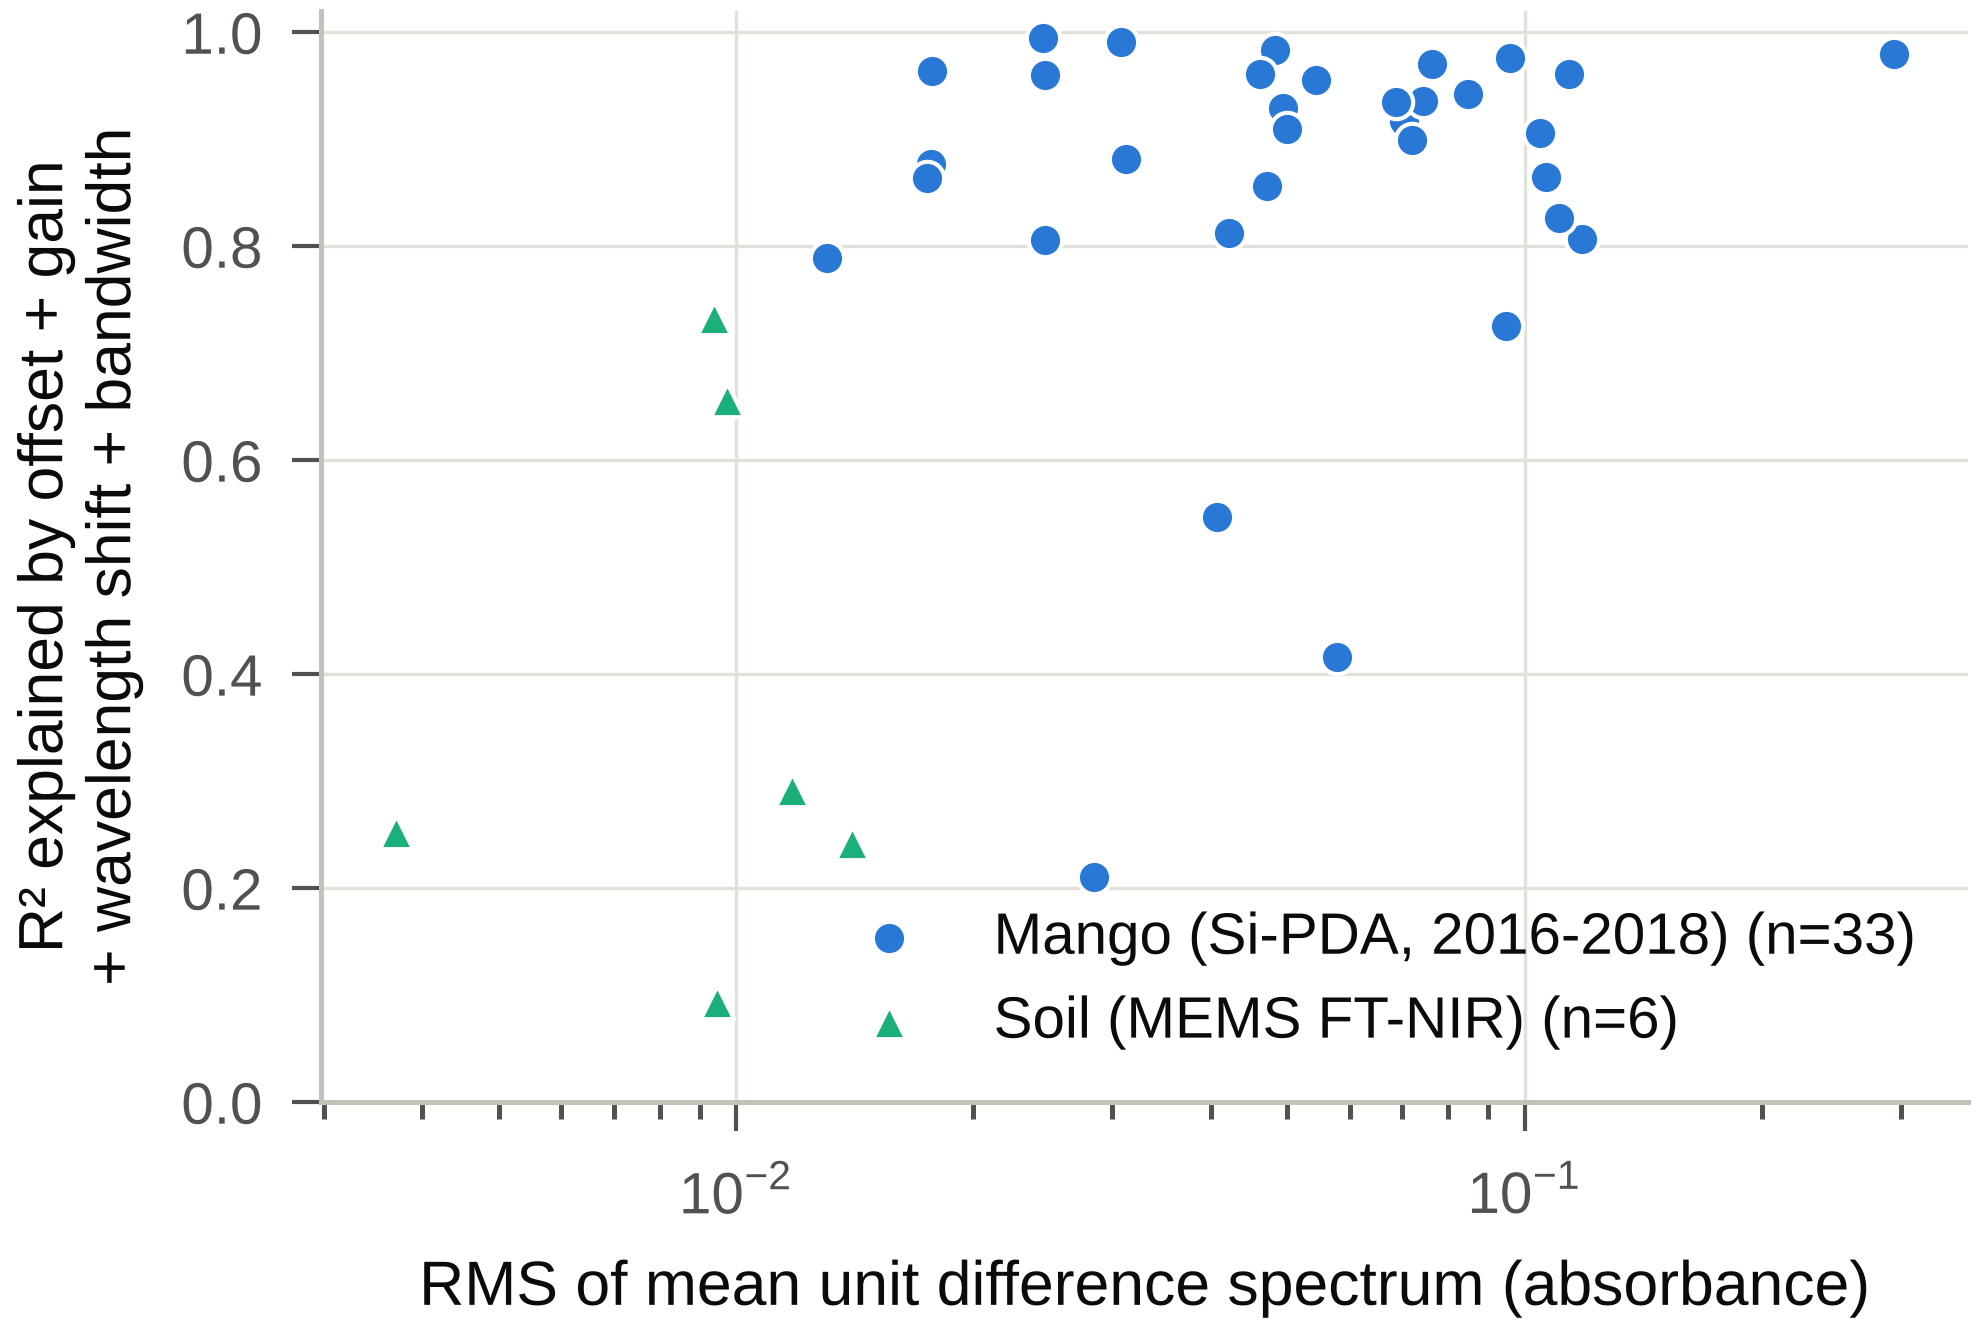 R² explained by offset + gain
+ wavelength shift + bandwidth
1.0
0.8
0.6
0.4
0.2
0.0
Mango (Si-PDA, 2016-2018) (n=33)
Soil (MEMS FT-NIR) (n=6)
10⁻² 10⁻¹
RMS of mean unit difference spectrum (absorbance)